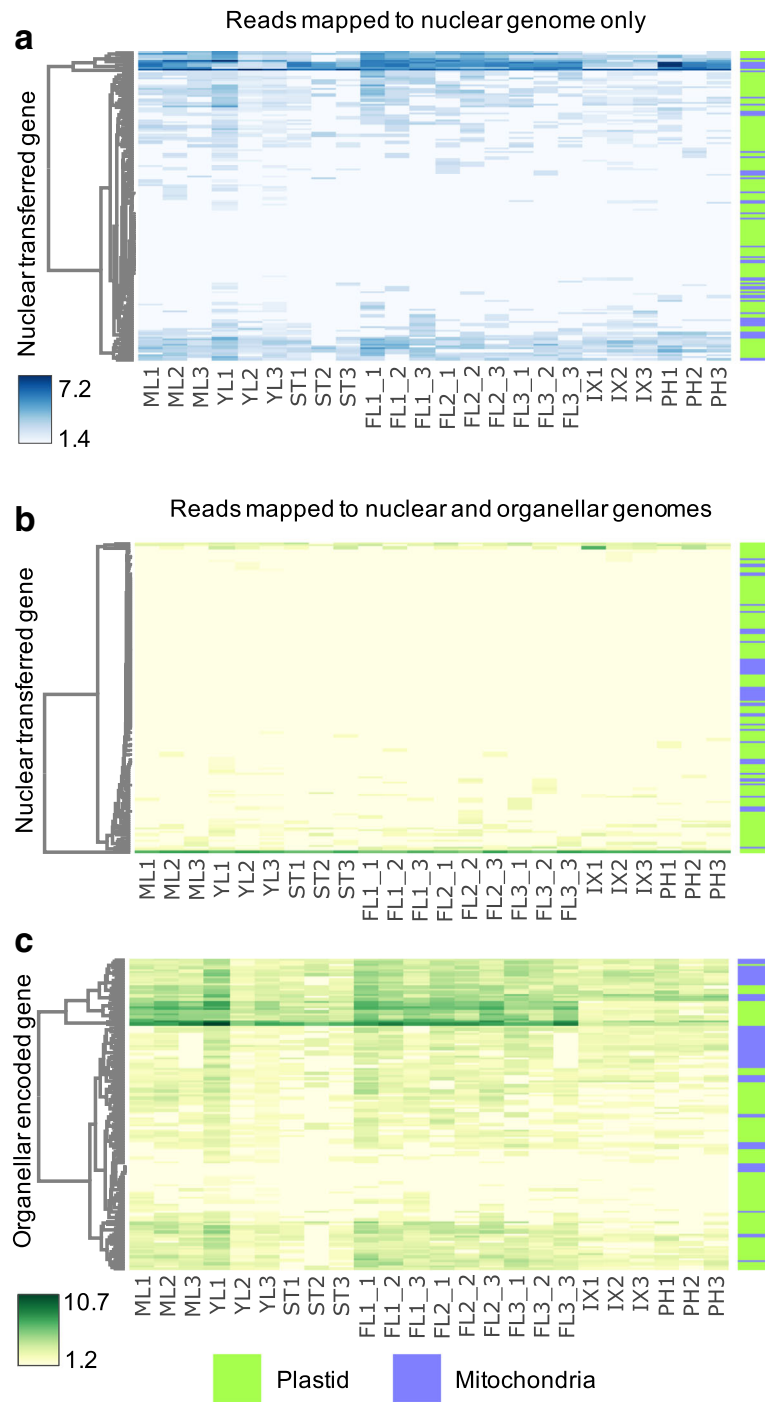 a
Reads mapped to nuclear genome only
Nuclear transferred gene
7.2
1.4
ML1 ML2 ML3 YL1 YL2 YL3 ST1 ST2 ST3 FL1_1 FL1_2 FL1_3 FL2_1 FL2_2 FL2_3 FL3_1 FL3_2 FL3_3 IX1 IX2 IX3 PH1 PH2 PH3
b
Reads mapped to nuclear and organellar genomes
Nuclear transferred gene
ML1 ML2 ML3 YL1 YL2 YL3 ST1 ST2 ST3 FL1_1 FL1_2 FL1_3 FL2_1 FL2_2 FL2_3 FL3_1 FL3_2 FL3_3 IX1 IX2 IX3 PH1 PH2 PH3
c
Organellar encoded gene
ML1 ML2 ML3 YL1 YL2 YL3 ST1 ST2 ST3 FL1_1 FL1_2 FL1_3 FL2_1 FL2_2 FL2_3 FL3_1 FL3_2 FL3_3 IX1 IX2 IX3 PH1 PH2 PH3
10.7
1.2
Plastid
Mitochondria